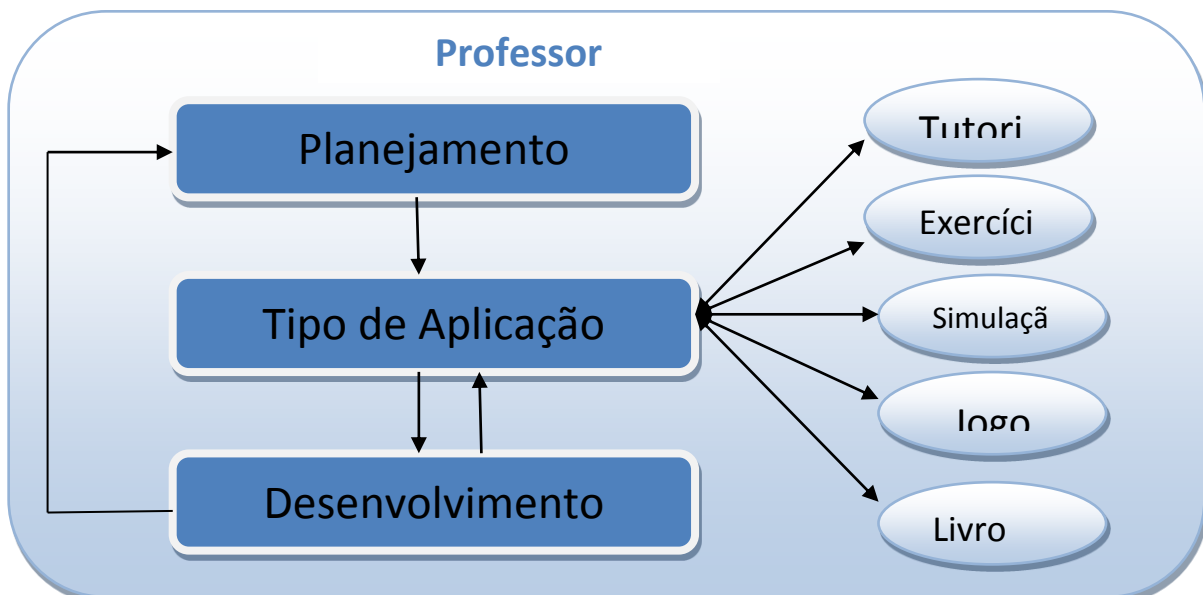 Professor
Planejamento
Tipo de Aplicação
Desenvolvimento
Tutori
Exercíci
Simulaçã
Jogo
Livro